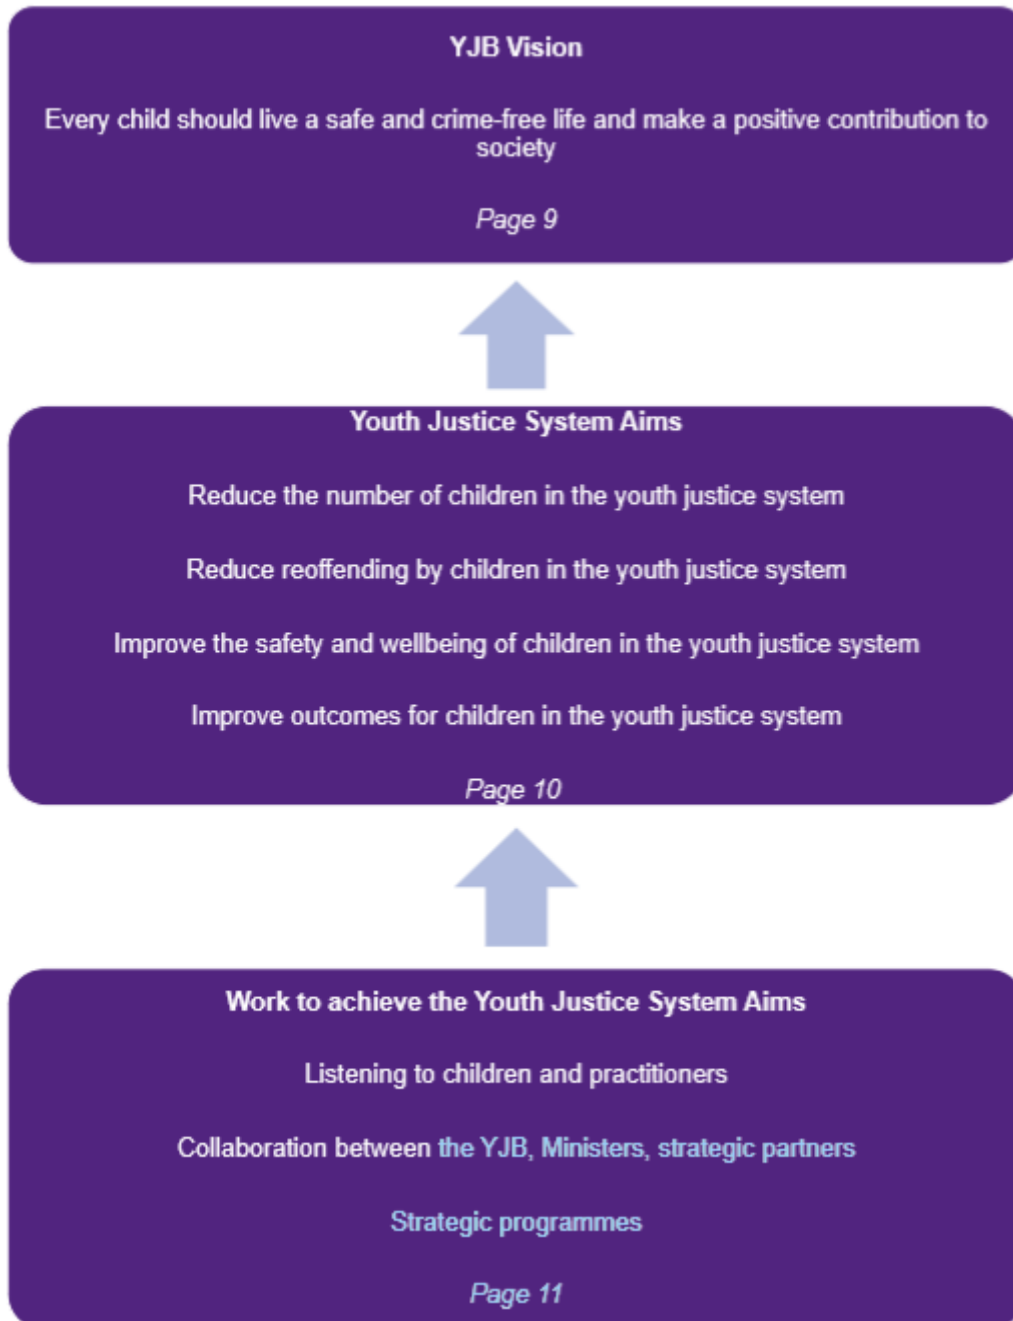 YJB Vision
Every child should live a safe and crime-free life and make a positive contribution to
society
Page 9
Youth Justice System Aims
Reduce the number of children in the youth justice system
Reduce reoffending by children in the youth justice system
Improve the safety and wellbeing of children in the youth justice system
Improve outcomes for children in the youth justice system
Page 10
Work to achieve the Youth Justice System Aims
Listening to children and practitioners
Collaboration between the YJB, Ministers, strategic partners
Strategic programmes
Page 11